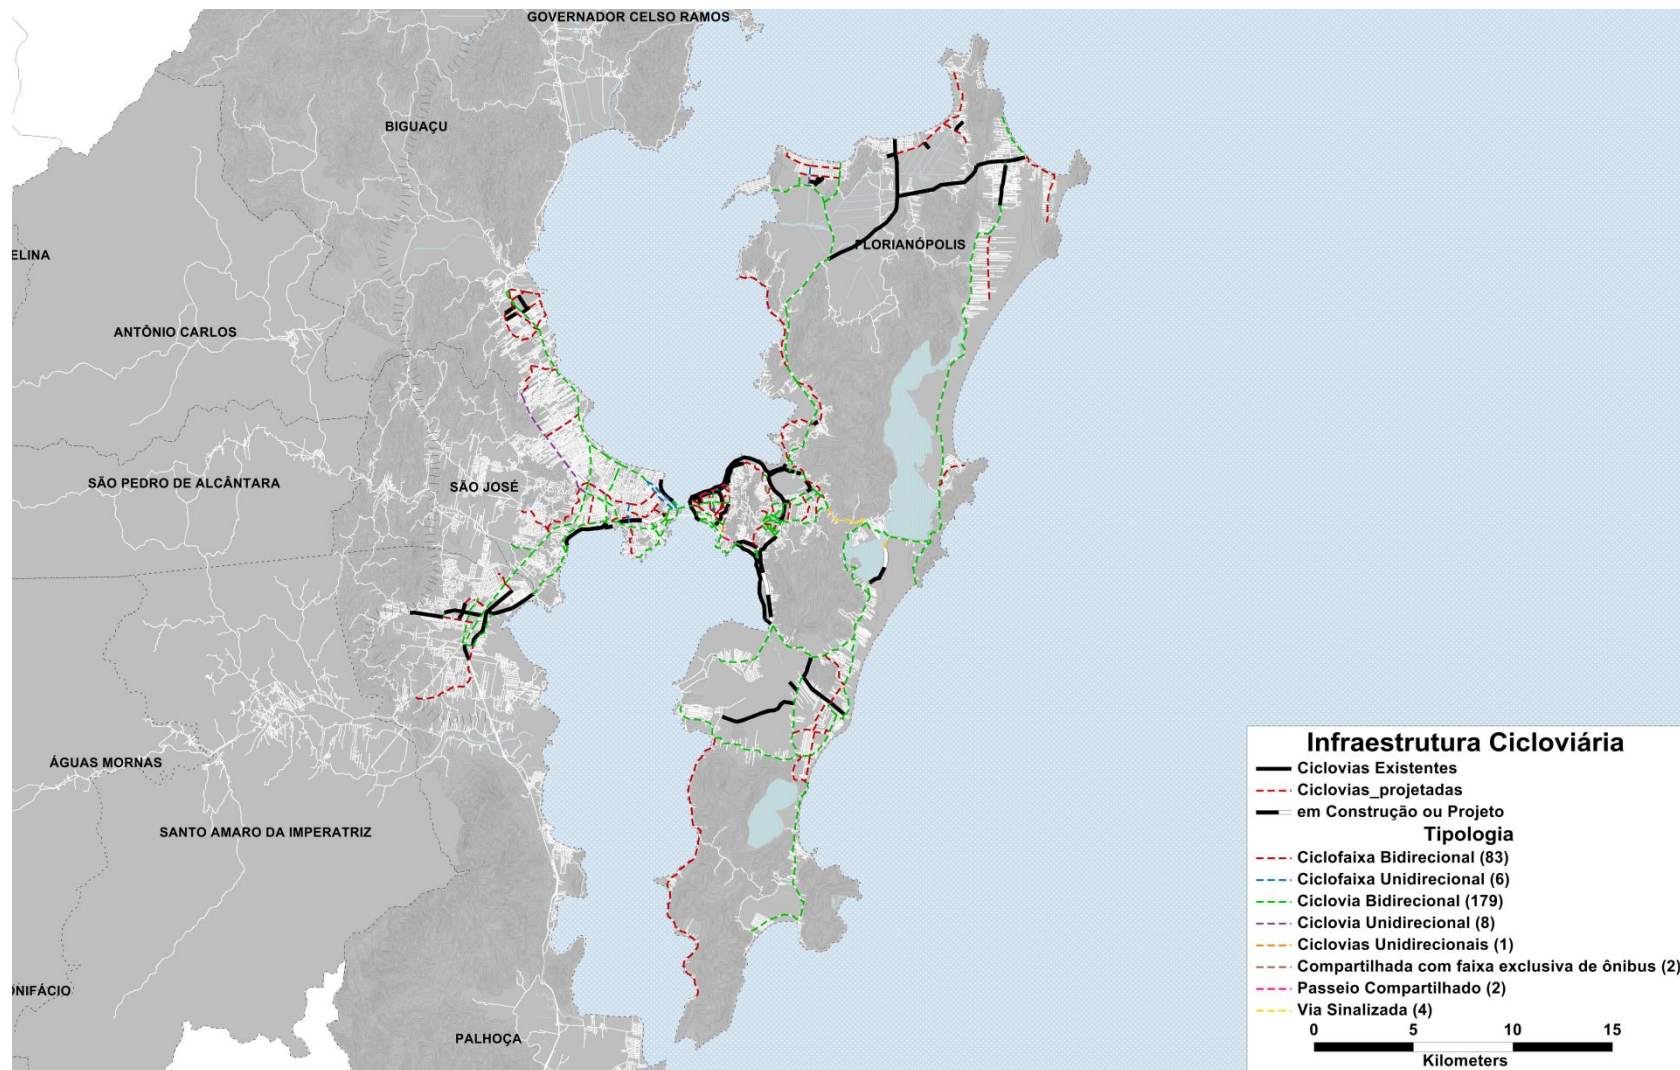 GOVERNADOR CELSO RAMOS
BIGUAÇU
FLORIANÓPOLIS
ELINA
ANTÔNIO CARLOS
SÃO PEDRO DE ALCÂNTARA
SÃO JOSÉ
ÁGUAS MORNAS
SANTO AMARO DA IMPERATRIZ
ONIFÁCIO
PALHOÇA
Infraestrutura Cicloviária
Ciclovias Existentes
Ciclovias_projetadas
em Construção ou Projeto
Tipologia
Ciclofaixa Bidirecional (83)
Ciclofaixa Unidirecional (6)
Ciclovia Bidirecional (179)
Ciclovia Unidirecional (8)
Ciclovias Unidirecionais (1)
Compartilhada com faixa exclusiva de ônibus (2)
Passeio Compartilhado (2)
Via Sinalizada (4)
0 5 10 15
Kilometers